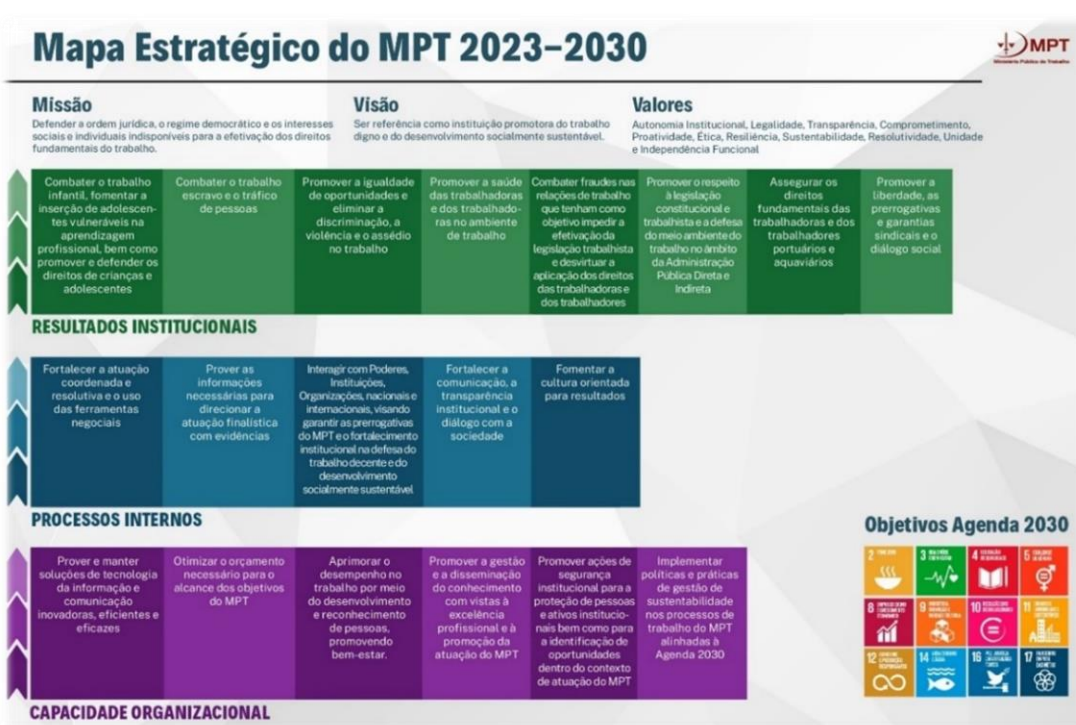 Mapa Estratégico do MPT 2023–2030
MPT
Ministério Público do Trabalho
Missão
Defender a ordem jurídica, o regime democrático e os interesses
sociais e individuais indisponíveis para a efetivação dos direitos
fundamentais do trabalho.
Visão
Ser referência como instituição promotora do trabalho
digno e do desenvolvimento socialmente sustentável.
Valores
Autonomia Institucional, Legalidade, Transparência, Comprometimento,
Proatividade, Ética, Resiliência, Sustentabilidade, Resolutividade, Unidade
e Independência Funcional
Combater o trabalho
infantil, fomentar a
inserção de adolescen-
tes vulneráveis na
aprendizagem
profissional, bem como
promover e defender os
direitos de crianças e
adolescentes
Combater o trabalho
escravo e o tráfico
de pessoas
Promover a igualdade
de oportunidades e
eliminar a
discriminação, a
violência e o assédio
no trabalho
Promover a saúde
das trabalhadoras
e dos trabalhado-
ras no ambiente
de trabalho
Combater fraudes nas
relações de trabalho
que tenham como
objetivo impedir a
efetivação da
legislação trabalhista
e desvirtuar a
aplicação dos direitos
das trabalhadoras e
dos trabalhadores
Promover o respeito
à legislação
constitucional e
trabalhista e a defesa
do meio ambiente do
trabalho no âmbito
da Administração
Pública Direta e
Indireta
Assegurar os
direitos
fundamentais das
trabalhadoras e dos
trabalhadores
portuários e
aquaviários
Promover a
liberdade, as
prerrogativas
e garantias
sindicais e o
diálogo social
RESULTADOS INSTITUCIONAIS
Fortalecer a atuação
coordenada e
resolutiva e o uso
das ferramentas
negociais
Prover as
informações
necessárias para
direcionar a
atuação finalística
com evidências
Interagir com Poderes,
Instituições,
Organizações, nacionais e
internacionais, visando
garantir as prerrogativas
do MPT e o fortalecimento
institucional na defesa do
trabalho decente e do
desenvolvimento
socialmente sustentável
Fortalecer a
comunicação, a
transparência
institucional e o
diálogo com a
sociedade
Fomentar a
cultura orientada
para resultados
PROCESSOS INTERNOS
Prover e manter
soluções de tecnologia
da informação e
comunicação
inovadoras, eficientes e
eficazes
Otimizar o orçamento
necessário para o
alcance dos objetivos
do MPT
Aprimorar o
desempenho no
trabalho por meio
do desenvolvimento
e reconhecimento
de pessoas,
promovendo
bem-estar.
Promover a gestão
e a disseminação
do conhecimento
com vistas à
excelência
profissional e à
promoção da
atuação do MPT
Promover ações de
segurança
institucional para a
proteção de pessoas
e ativos institucio-
nais bem como para
a identificação de
oportunidades
dentro do contexto
de atuação do MPT
Implementar
políticas e práticas
de gestão de
sustentabilidade
nos processos de
trabalho do MPT
alinhadas à
Agenda 2030
CAPACIDADE ORGANIZACIONAL
Objetivos Agenda 2030
2
3
4
5
8
9
10
11
12
14
16
17